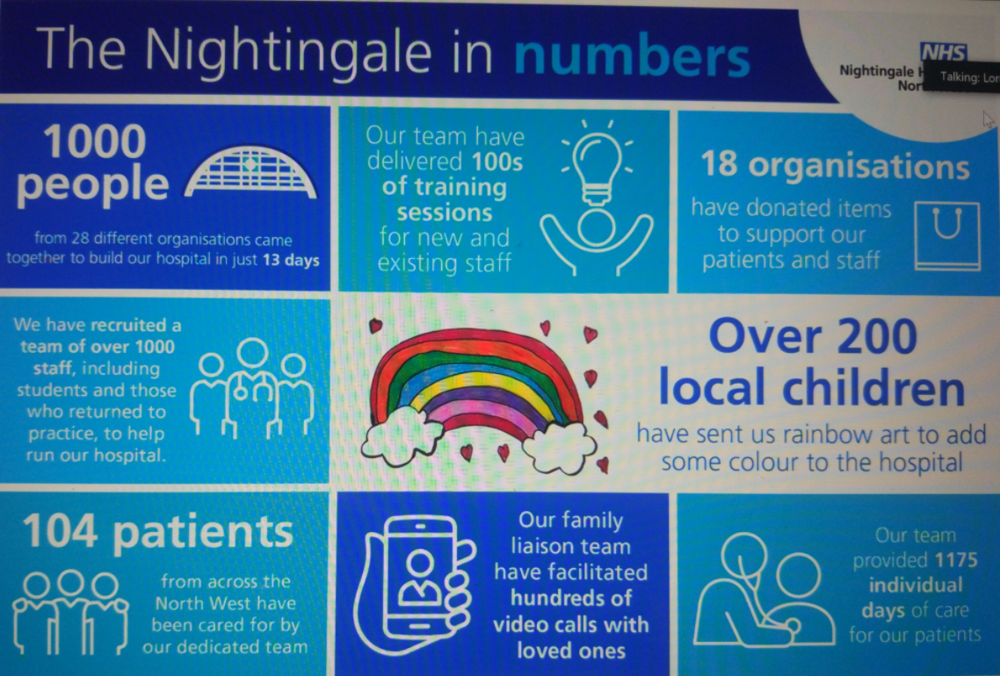 The Nightingale in numbers
NHS
Nightingale
Talking:
1000
people
from 28 different organisations came
together to build our hospital in just 13 days
Our team have
delivered 100s
of training
sessions
for new and
existing staff
18 organisations
have donated items
to support our
patients and staff
We have recruited a
team of over 1000
staff, including
students and those
who returned to
practice, to help
run our hospital.
Over 200
local children
have sent us rainbow art to add
some colour to the hospital
104 patients
from across the
North West have
been cared for by
our dedicated team
Our family
liaison team
have facilitated
hundreds of
video calls with
loved ones
Our team
provided 1175
individual
days of care
for our patients